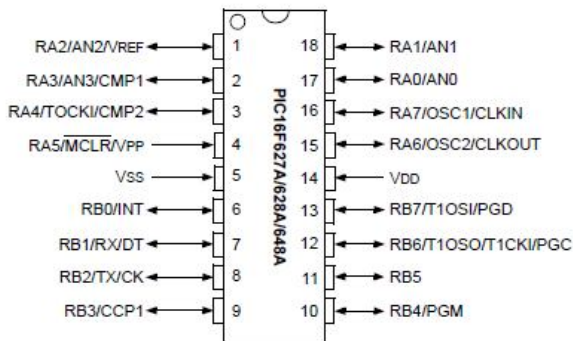 RA2/AN2/VREF 1 18 RA1/AN1
RA3/AN3/CMP1 2 17 RA0/AN0
RA4/TOCKI/CMP2 3 16 RA7/OSC1/CLKIN
RA5/MCLR/VPP 4 15 RA6/OSC2/CLKOUT
VSS 5 14 VDD
RB0/INT 6 13 RB7/T1OSI/PGD
RB1/RX/DT 7 12 RB6/T1OSO/T1CKI/PGC
RB2/TX/CK 8 11 RB5
RB3/CCP1 9 10 RB4/PGM
PIC16F627A/628A/648A